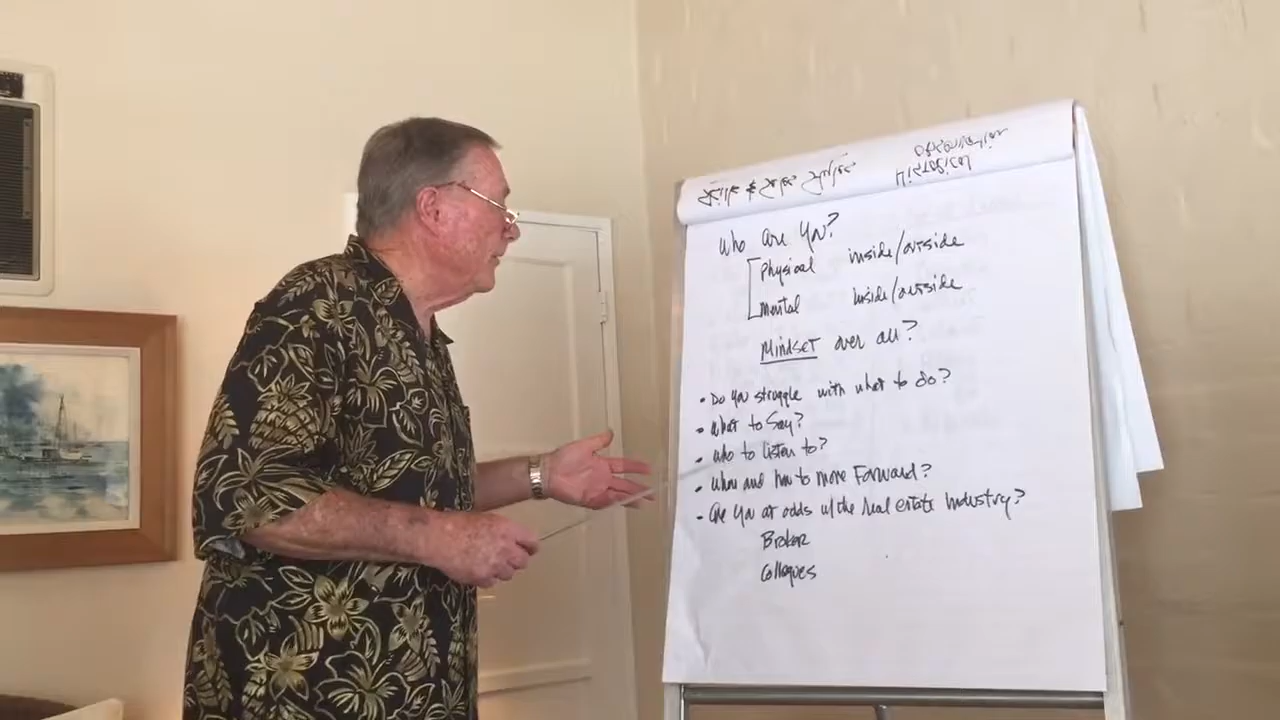 Who are You?
Physical inside/outside
mental inside/outside
Mindset over all?
• Do You struggle with what to do?
• What to Say?
• Who to listen to?
• When and how to move Forward?
• Are You at odds w/the real estate Industry?
Broker
Colleagues